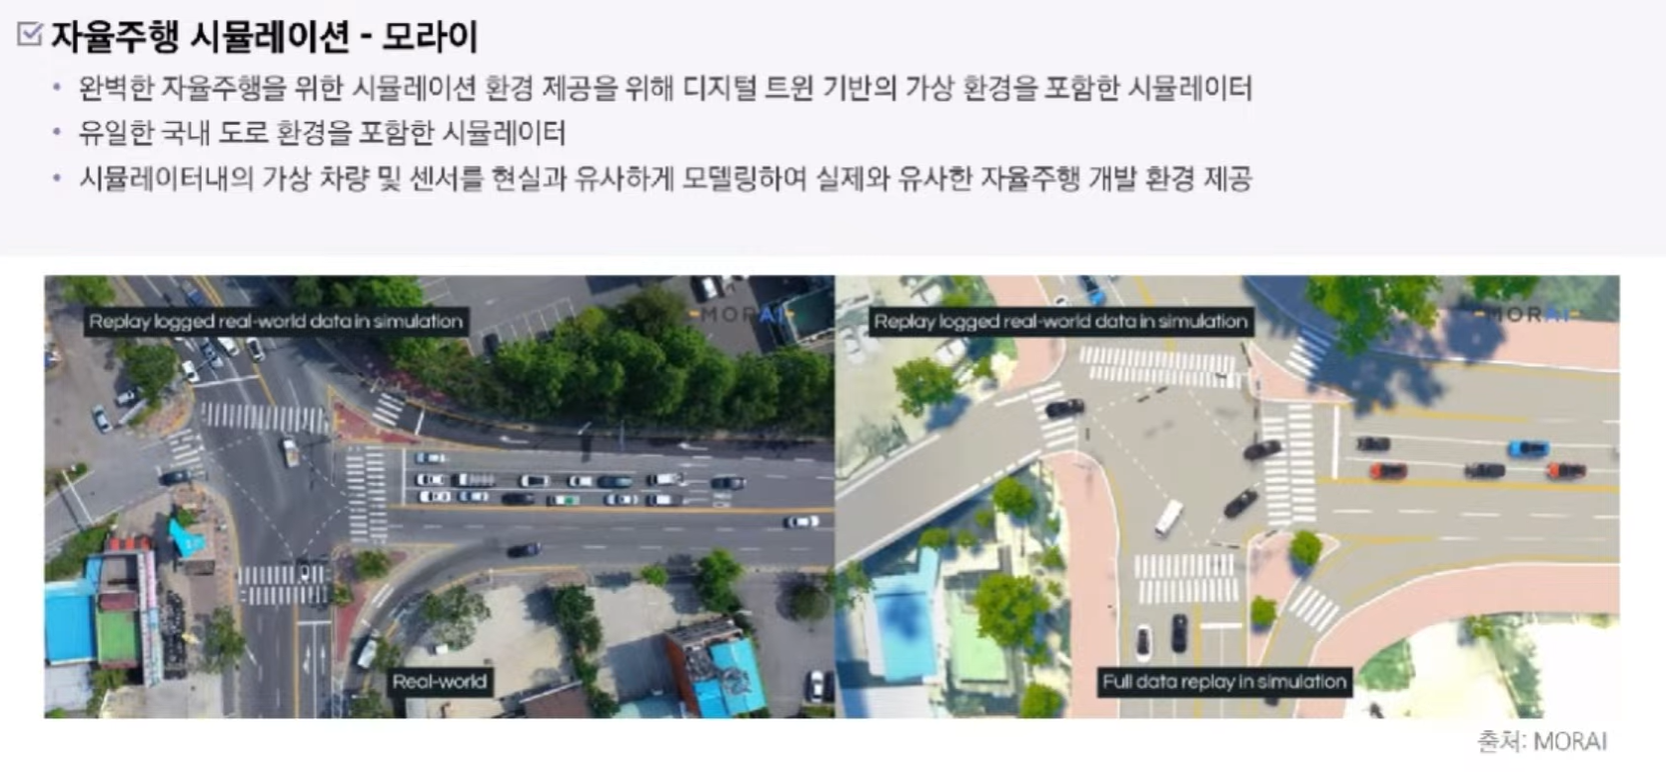 자율주행 시뮬레이션 - 모라이
• 완벽한 자율주행을 위한 시뮬레이션 환경 제공을 위해 디지털 트윈 기반의 가상 환경을 포함한 시뮬레이터
• 유일한 국내 도로 환경을 포함한 시뮬레이터
• 시뮬레이터내의 가상 차량 및 센서를 현실과 유사하게 모델링하여 실제와 유사한 자율주행 개발 환경 제공
Replay logged real-world data in simulation
MORAI
Replay logged real-world data in simulation
MORAI
Real-world
Full data replay in simulation
출처: MORAI